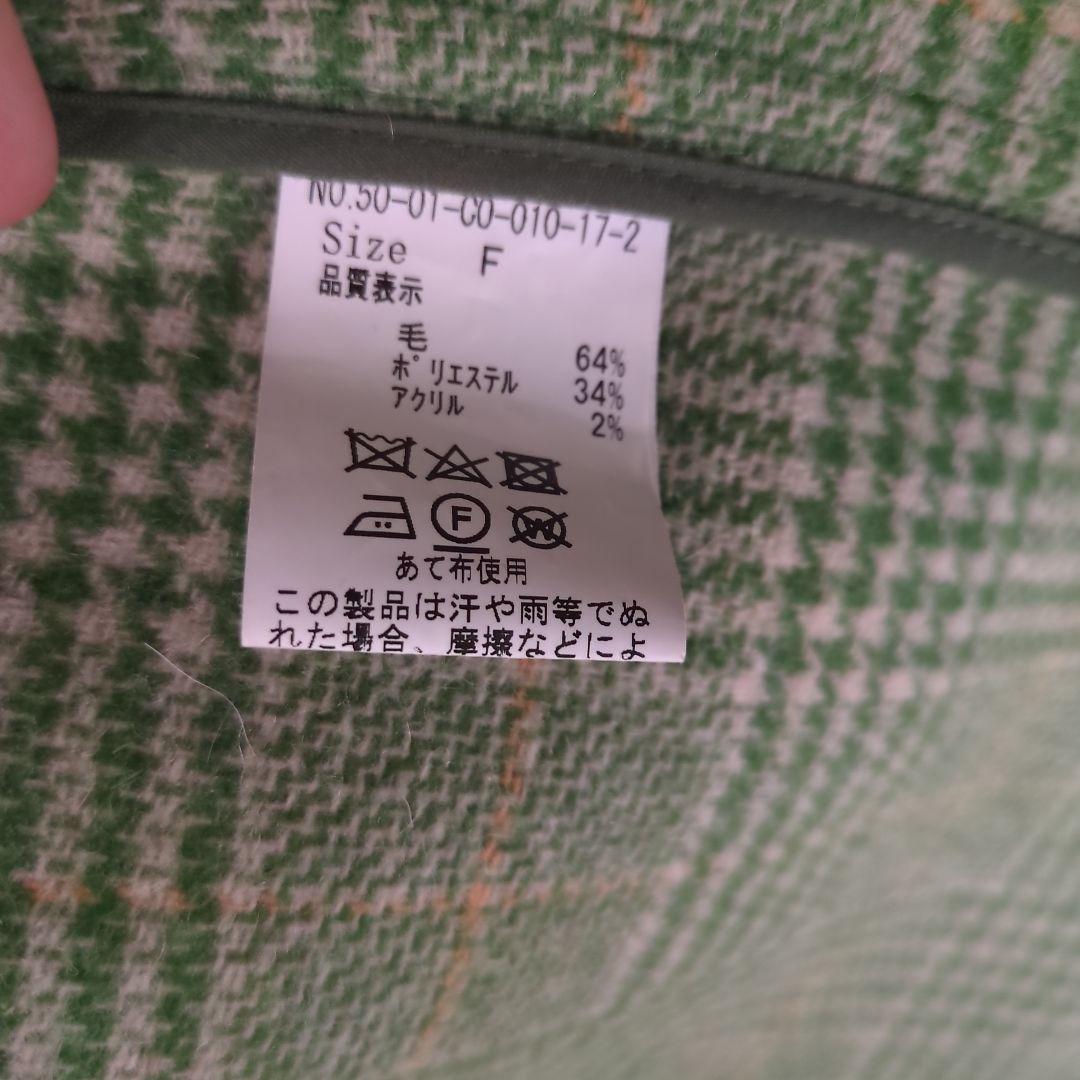 NO.50-01-CO-010-17-2
Size F
品質表示
毛 64%
ポリエステル 34%
アクリル 2%
F W
あて布使用
この製品は汗や雨等でぬ
れた場合、摩擦などによ